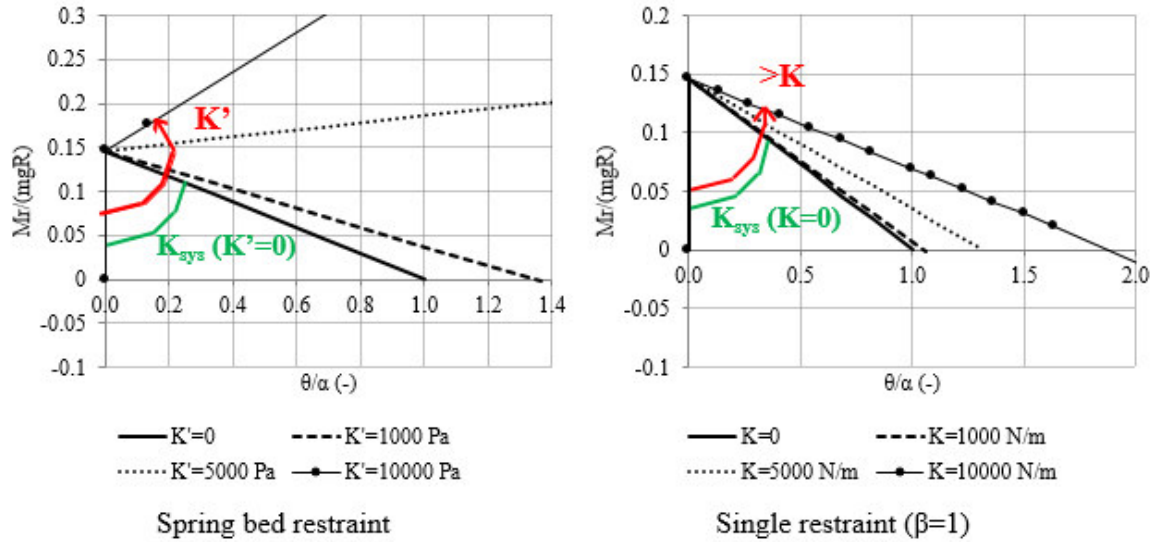 0.3
0.25
0.2
0.15
0.1
0.05
0
-0.05
-0.1
Mr/(mgR)
0.0 0.2 0.4 0.6 0.8 1.0 1.2 1.4
θ/α (-)
K’
Ksys (K’=0)
K'=0 K'=1000 Pa
K'=5000 Pa K'=10000 Pa
Spring bed restraint
0.2
0.15
0.1
0.05
0
-0.05
-0.1
Mr/(mgR)
0.0 0.5 1.0 1.5 2.0
θ/α (-)
>K
Ksys (K=0)
K=0 K=1000 N/m
K=5000 N/m K=10000 N/m
Single restraint (β=1)